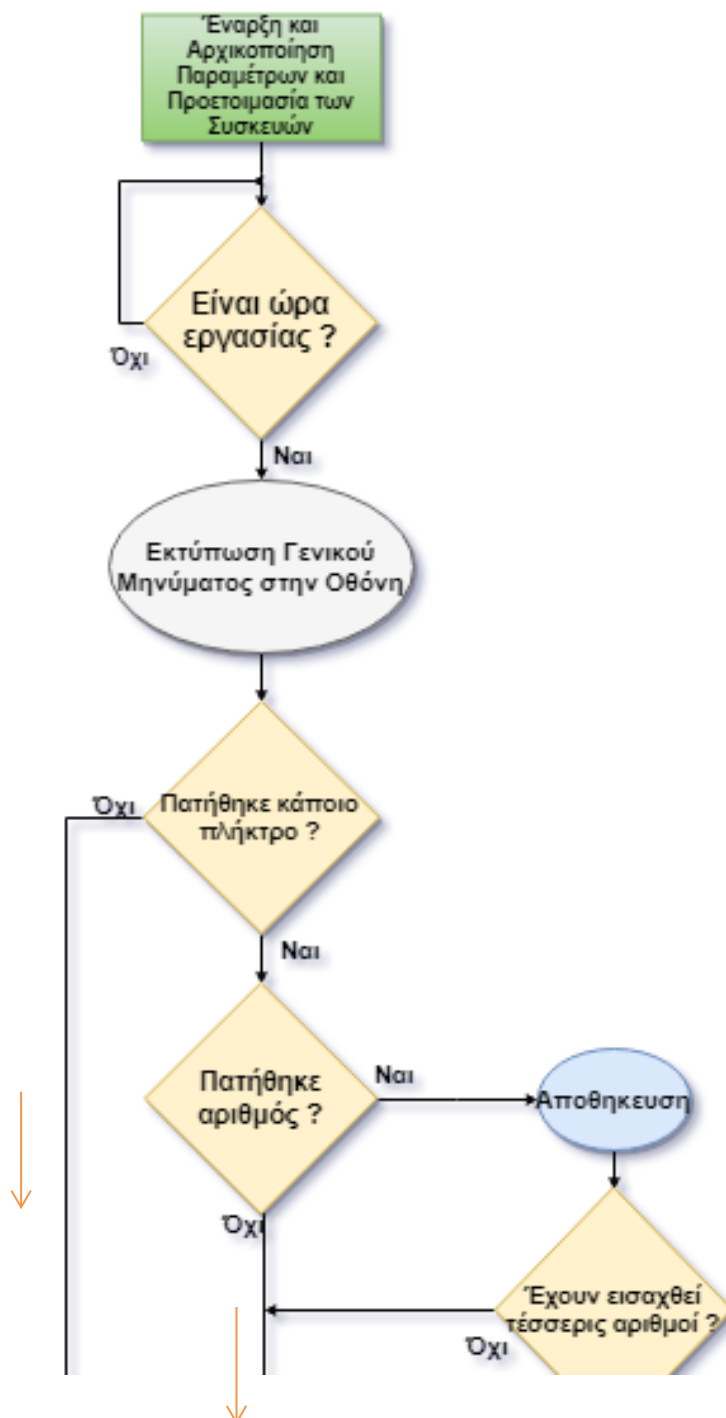 Έναρξη και
Αρχικοποίηση
Παραμέτρων και
Προετοιμασία των
Συσκευών
Είναι ώρα
εργασίας ?
Όχι
Ναι
Εκτύπωση Γενικού
Μηνύματος στην Οθόνη
Όχι
Πατήθηκε κάποιο
πλήκτρο ?
Ναι
Πατήθηκε
αριθμός ?
Ναι
Αποθηκευση
Όχι
Έχουν εισαχθεί
τέσσερις αριθμοί ?
Όχι